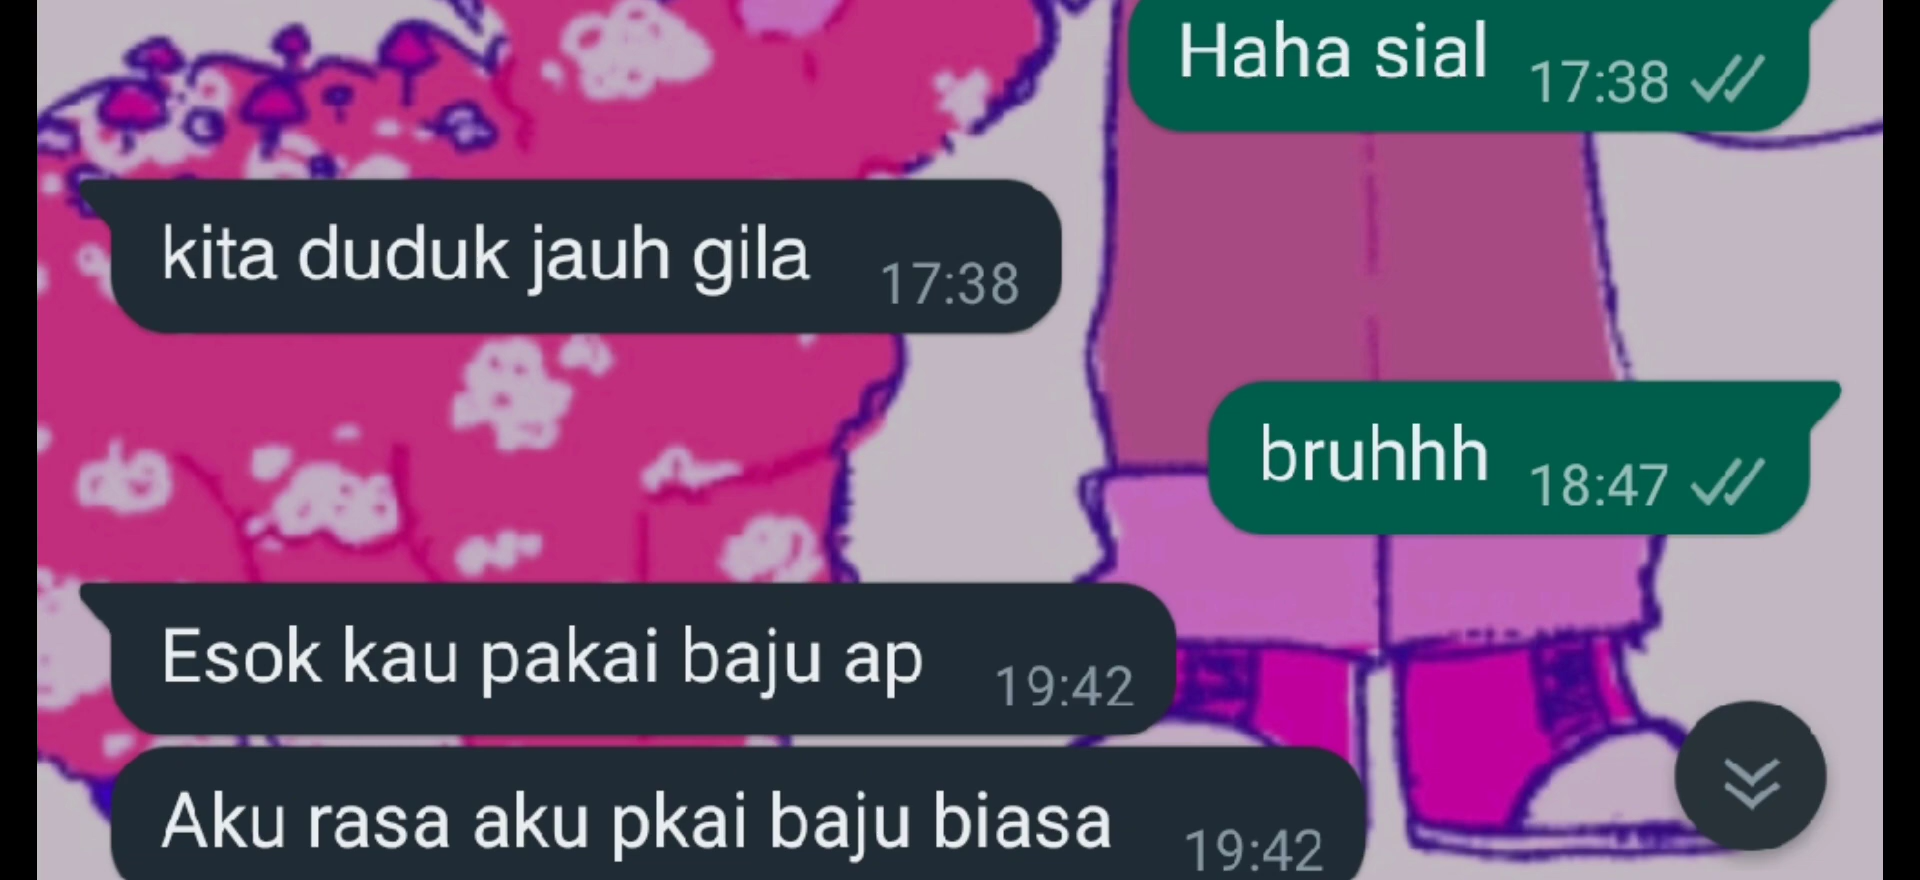 Haha sial 17:38
kita duduk jauh gila 17:38
bruhhh 18:47
Esok kau pakai baju ap 19:42
Aku rasa aku pkai baju biasa 19:42